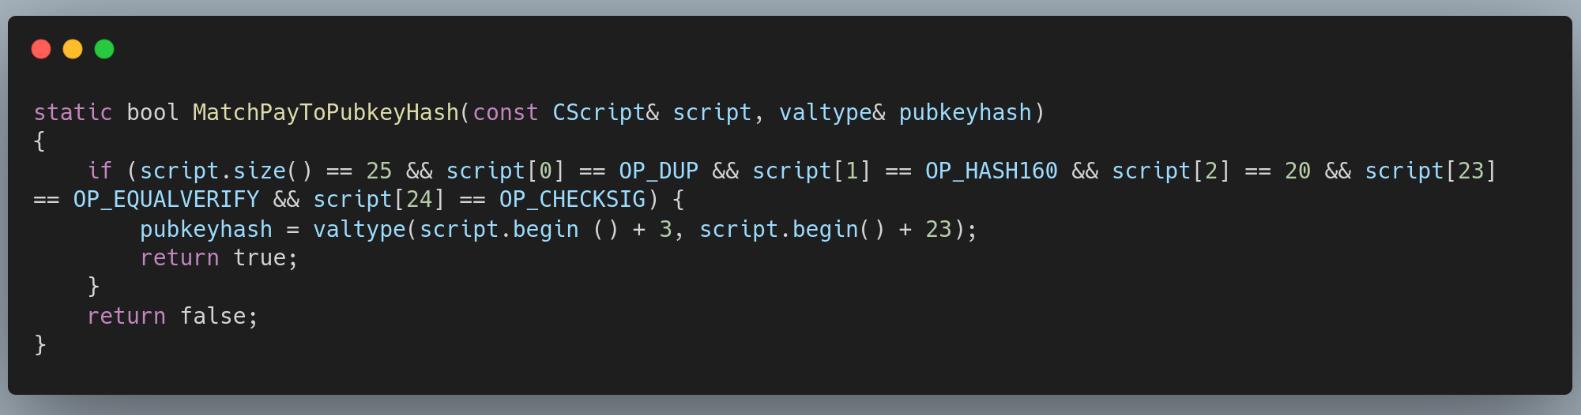 static bool MatchPayToPubkeyHash(const CScript& script, valtype& pubkeyhash)
{
    if (script.size() == 25 && script[0] == OP_DUP && script[1] == OP_HASH160 && script[2] == 20 && script[23]
== OP_EQUALVERIFY && script[24] == OP_CHECKSIG) {
        pubkeyhash = valtype(script.begin () + 3, script.begin() + 23);
        return true;
    }
    return false;
}